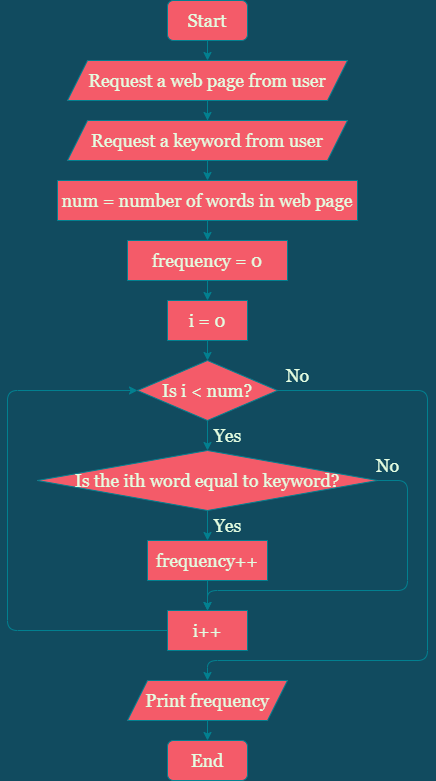 Start
Request a web page from user
Request a keyword from user
num = number of words in web page
frequency = 0
i = 0
Is i < num?
No
Yes
Is the ith word equal to keyword?
No
Yes
frequency++
i++
Print frequency
End